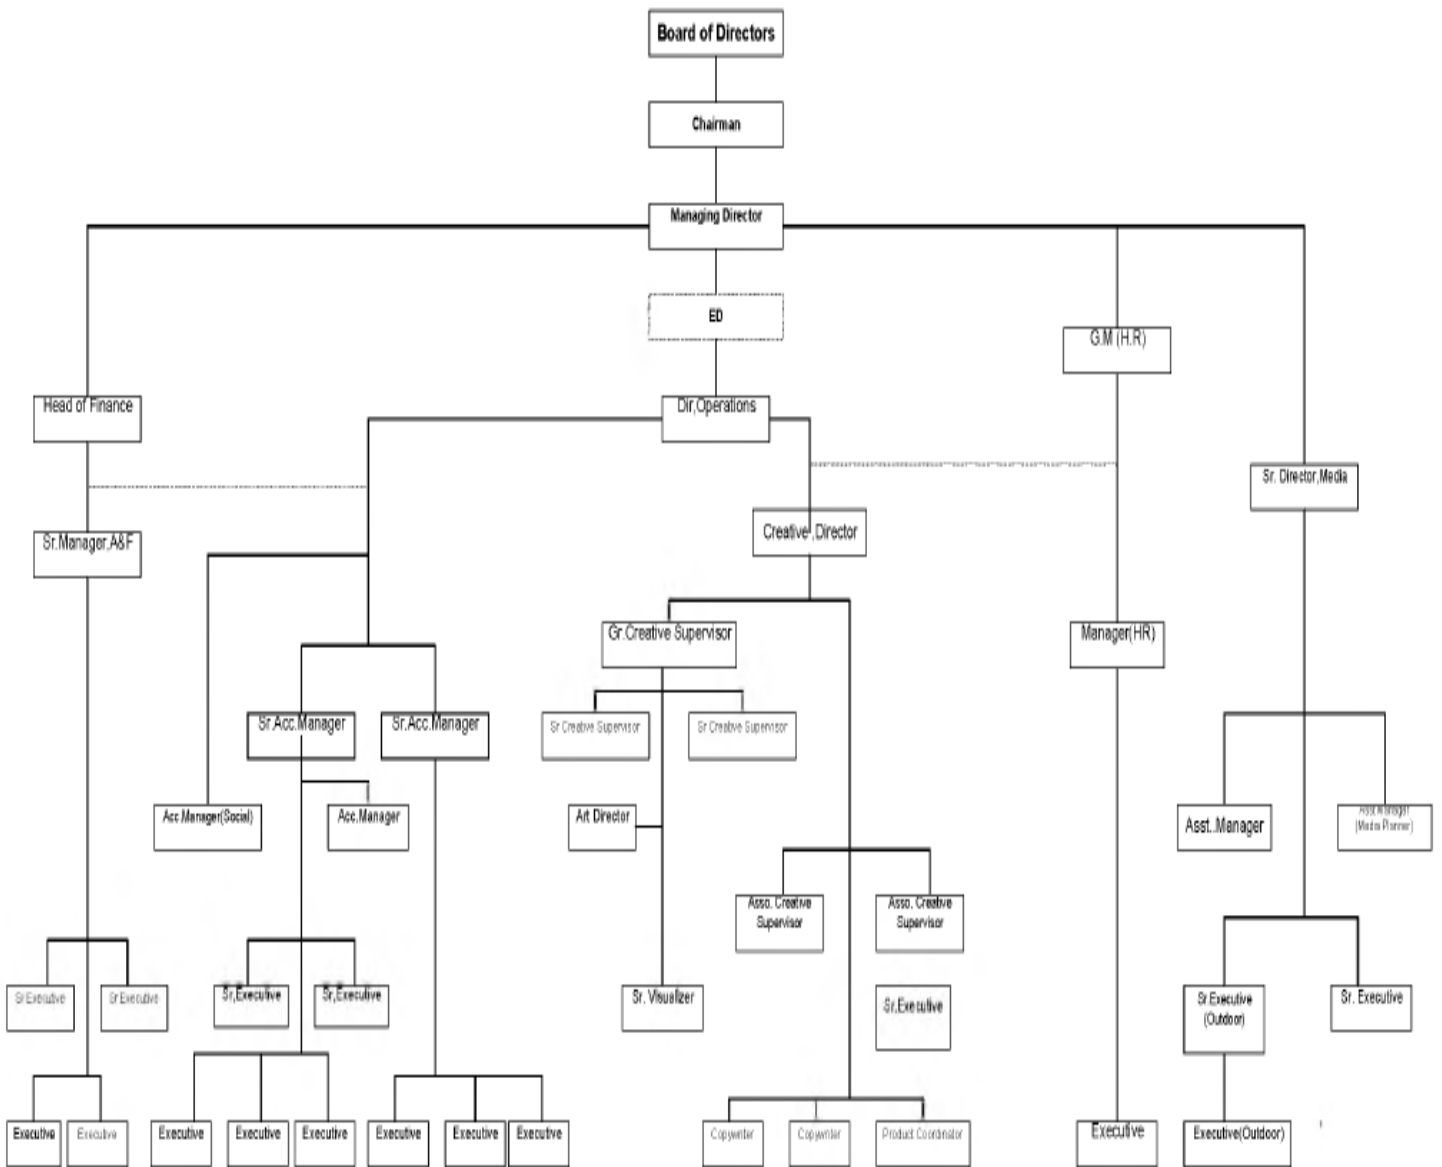 Board of Directors
Chairman
Managing Director
ED
G.M (H.R)
Head of Finance
Dir,Operations
Sr. Director,Media
Sr.Manager,A&F
Creative ,Director
Gr.Creative Supervisor
Manager(HR)
Sr.Acc.Manager
Sr.Acc.Manager
Sr Creative Supervisor
Sr Creative Supervisor
Acc.Manager(Social)
Acc.Manager
Art Director
Asst..Manager
Asst Manager
(Media Planner)
Asso. Creative
Supervisor
Asso. Creative
Supervisor
Sr Executive
Sr Executive
Sr,Executive
Sr,Executive
Sr. Visualizer
Sr,Executive
Sr.Executive
(Outdoor)
Sr. Executive
Executive
Executive
Executive
Executive
Executive
Executive
Executive
Executive
Copywriter
Copywriter
Product Coordinator
Executive
Executive(Outdoor)